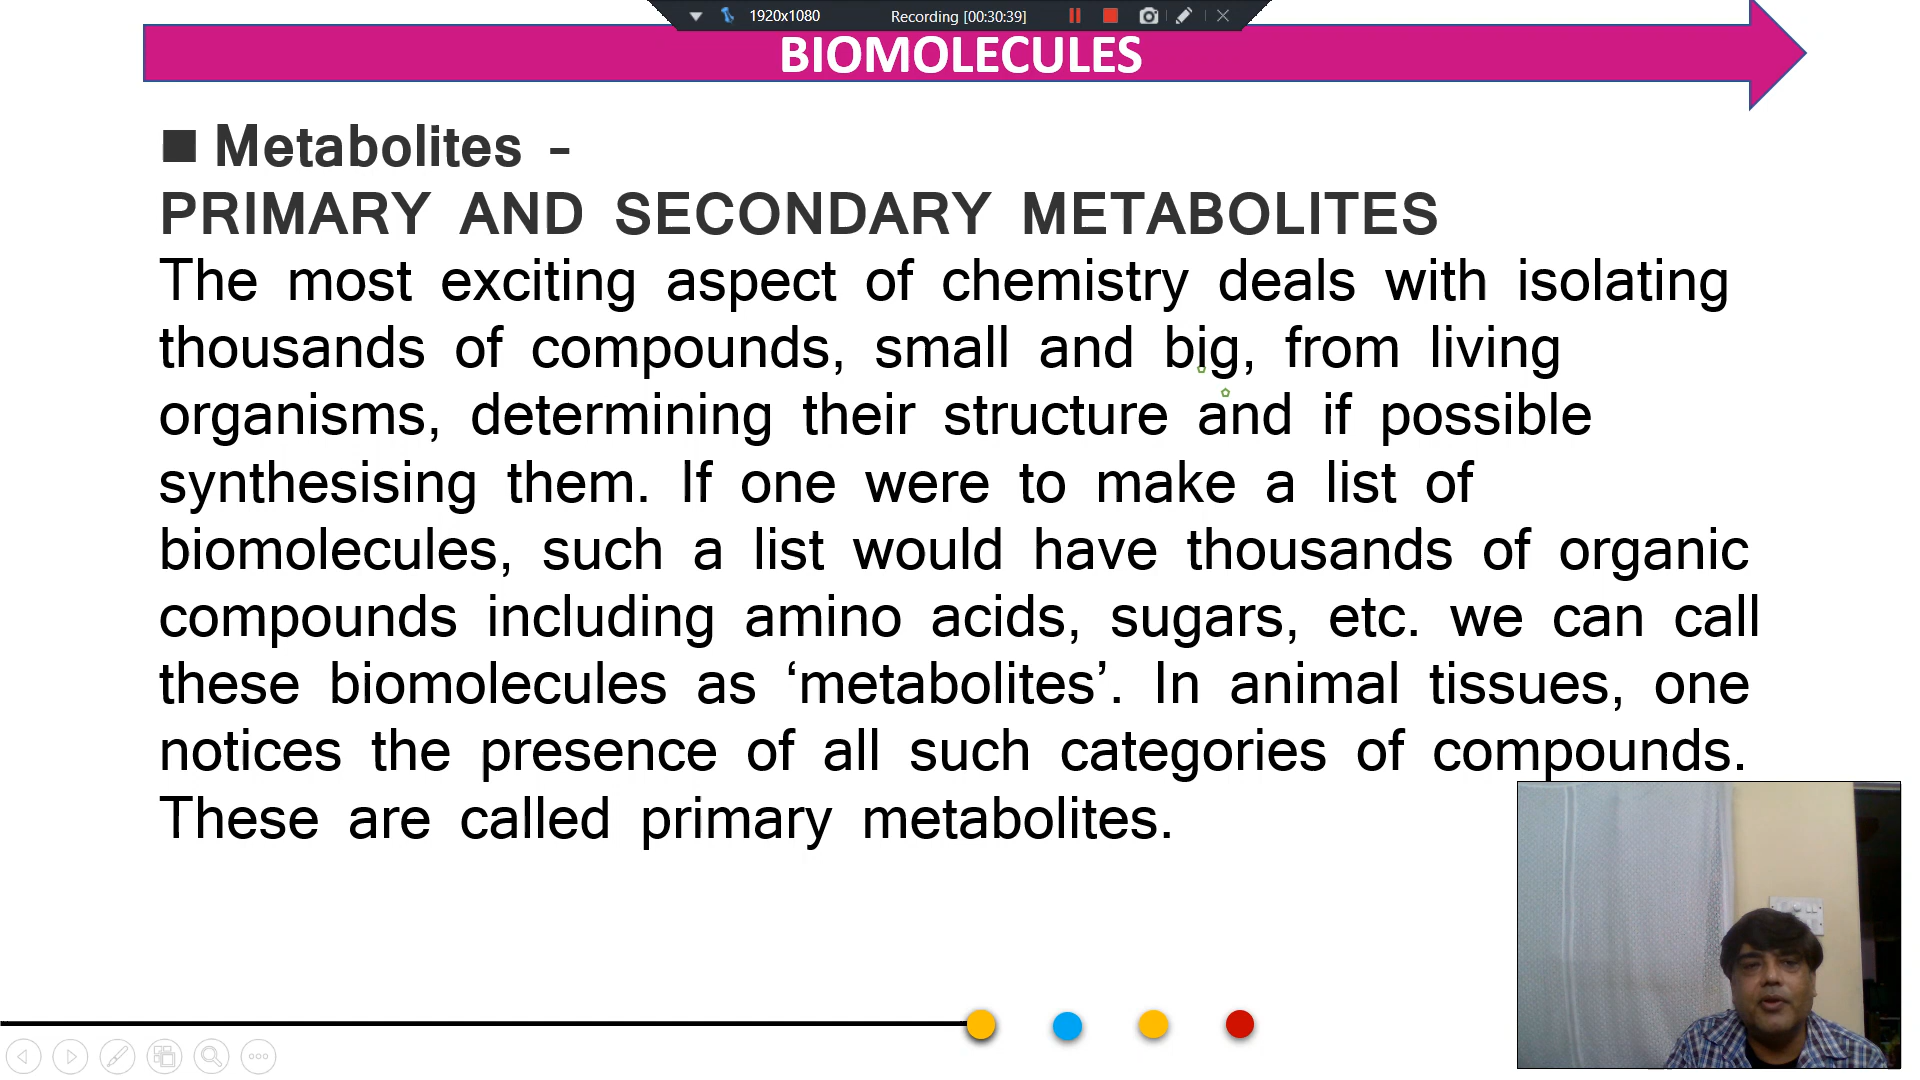 1920x1080 Recording [00:30:39]
BIOMOLECULES
Metabolites –
PRIMARY AND SECONDARY METABOLITES
The most exciting aspect of chemistry deals with isolating
thousands of compounds, small and big, from living
organisms, determining their structure and if possible
synthesising them. If one were to make a list of
biomolecules, such a list would have thousands of organic
compounds including amino acids, sugars, etc. we can call
these biomolecules as ‘metabolites’. In animal tissues, one
notices the presence of all such categories of compounds.
These are called primary metabolites.